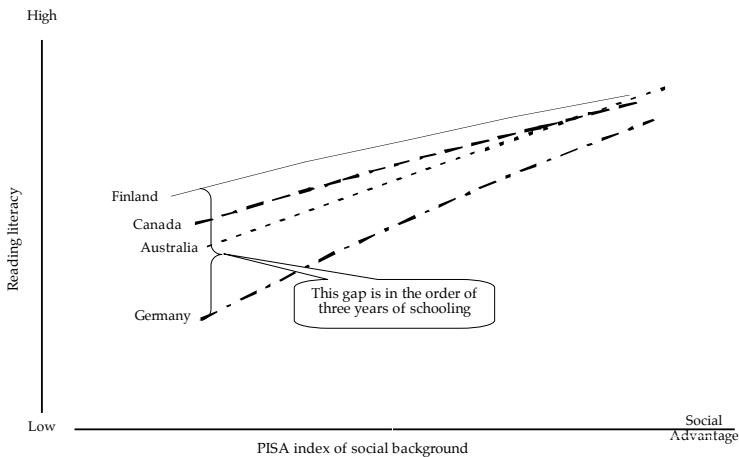 High
Reading literacy
Finland
Canada
Australia
Germany
This gap is in the order of
three years of schooling
Low
Social
Advantage
PISA index of social background